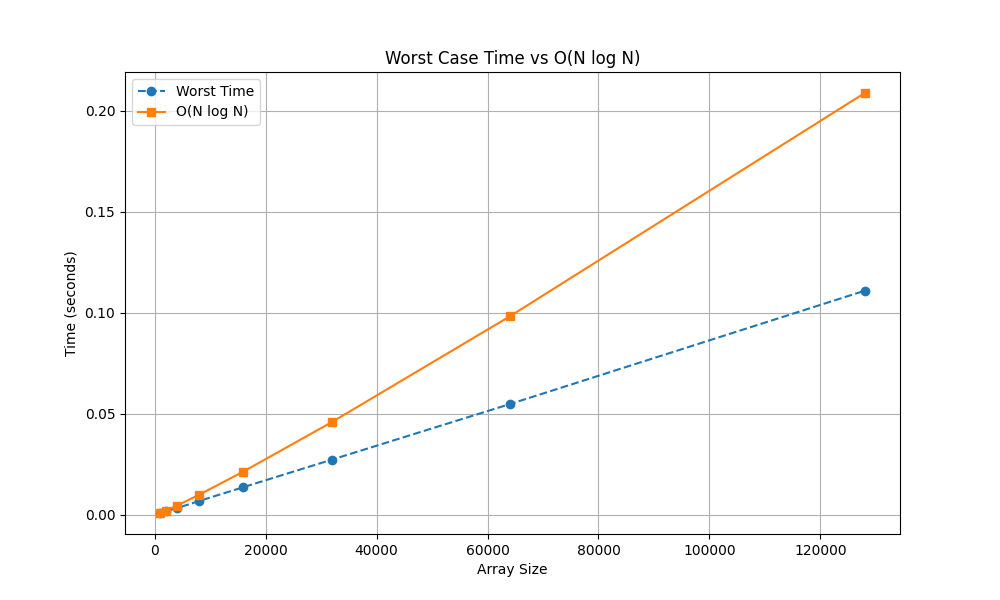 Worst Case Time vs O(N log N)
Worst Time
O(N log N)
0.20
0.15
0.10
0.05
0.00
Time (seconds)
0 20000 40000 60000 80000 100000 120000
Array Size